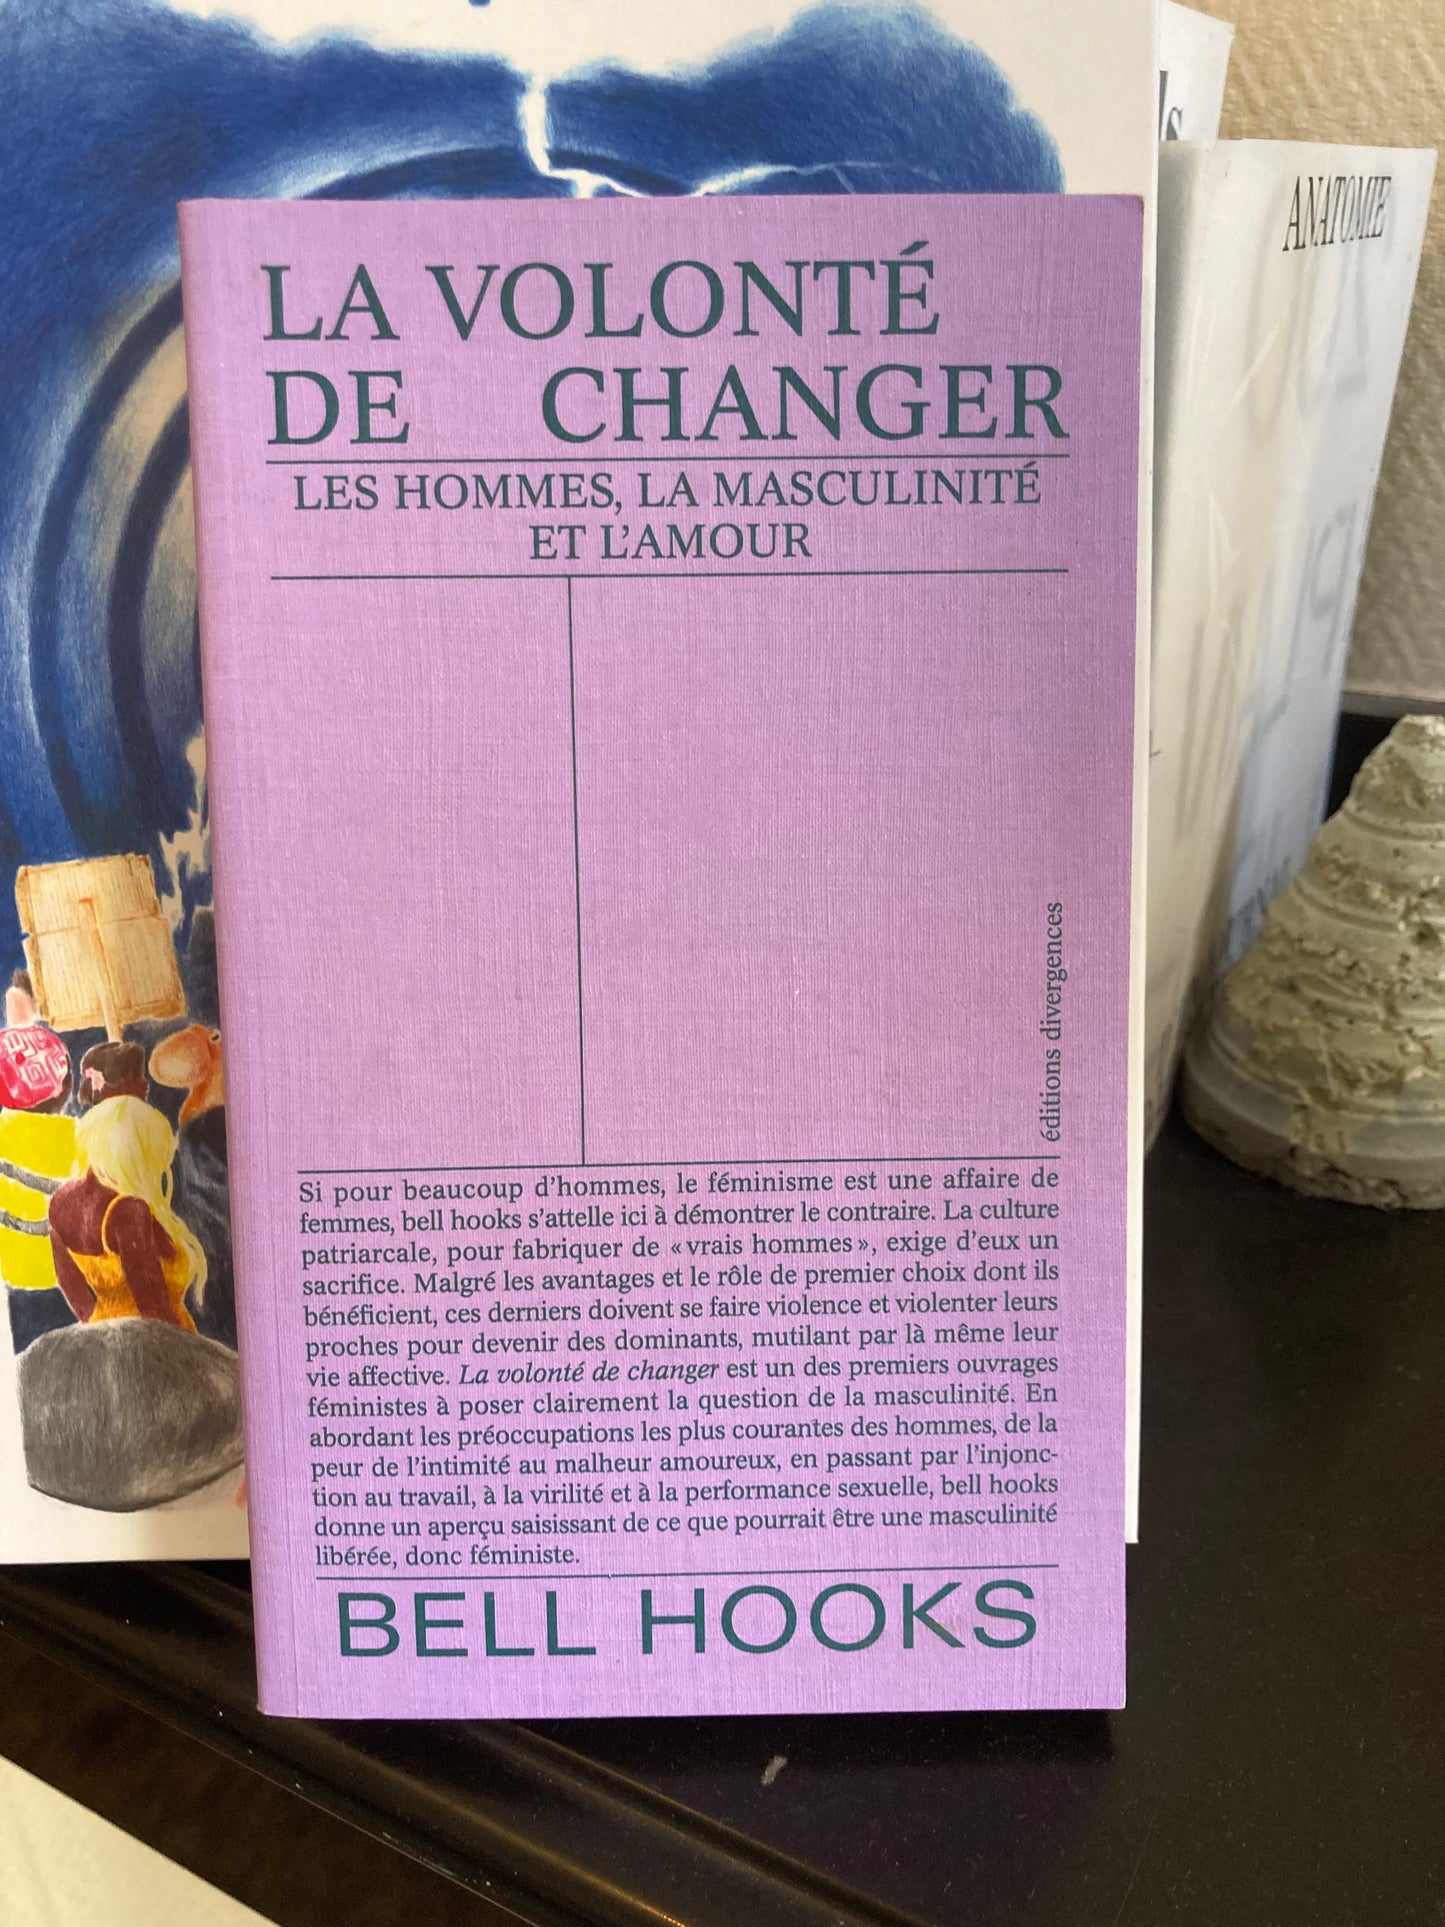 LA VOLONTÉ
DE CHANGER
LES HOMMES, LA MASCULINITÉ
ET L'AMOUR
éditions divergences
Si pour beaucoup d'hommes, le féminisme est une affaire de
femmes, bell hooks s'attelle ici à démontrer le contraire. La culture
patriarcale, pour fabriquer de « vrais hommes », exige d'eux un
sacrifice. Malgré les avantages et le rôle de premier choix dont ils
bénéficient, ces derniers doivent se faire violence et violenter leurs
proches pour devenir des dominants, mutilant par là même leur
vie affective. La volonté de changer est un des premiers ouvrages
féministes à poser clairement la question de la masculinité. En
abordant les préoccupations les plus courantes des hommes, de la
peur de l'intimité au malheur amoureux, en passant par l'injonc-
tion au travail, à la virilité et à la performance sexuelle, bell hooks
donne un aperçu saisissant de ce que pourrait être une masculinité
libérée, donc féministe.
BELL HOOKS
ANATOMIE